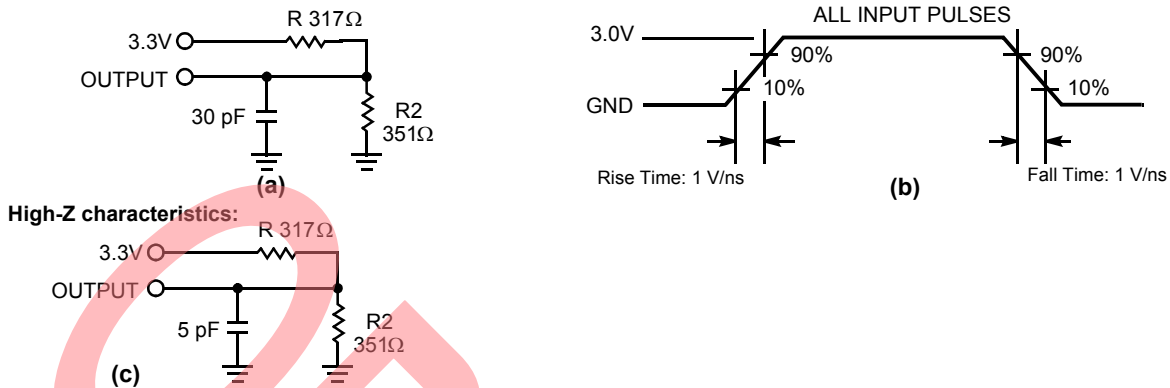 R 317Ω
3.3V
OUTPUT
30 pF
R2
351Ω
(a)
ALL INPUT PULSES
3.0V
90%
10%
GND
90%
10%
Rise Time: 1 V/ns
Fall Time: 1 V/ns
(b)
High-Z characteristics:
R 317Ω
3.3V
OUTPUT
5 pF
R2
351Ω
(c)